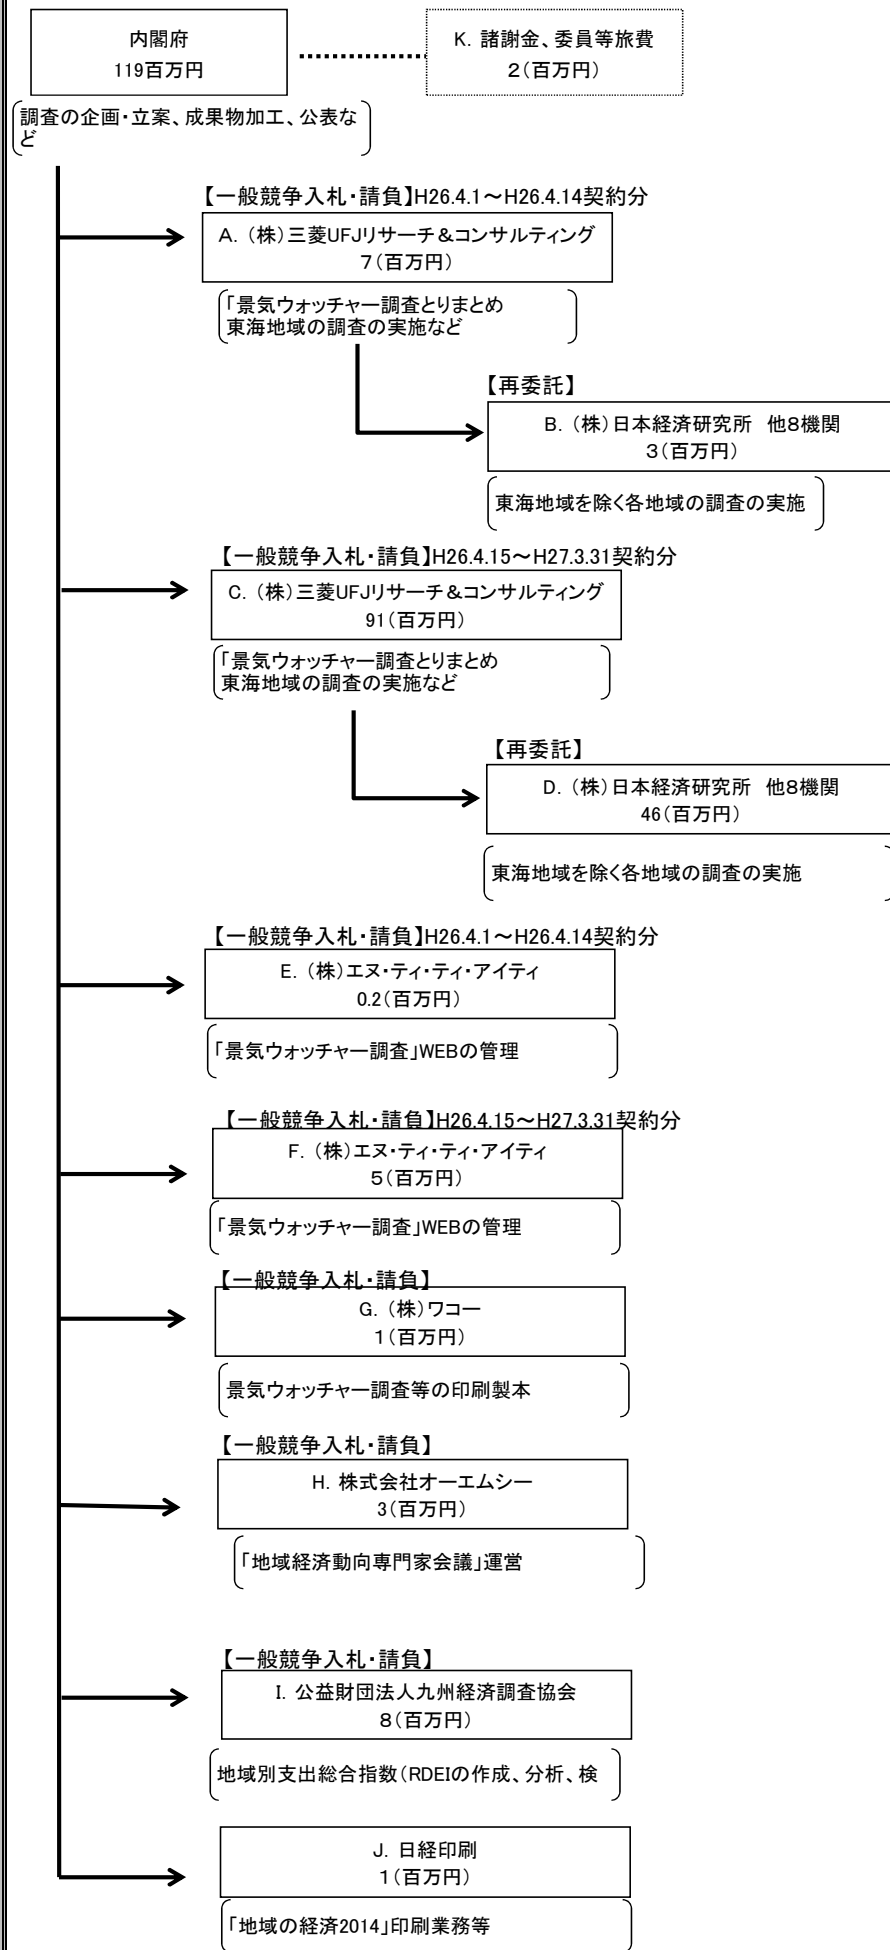 内閣府
119百万円
K. 諸謝金、委員等旅費
2(百万円)
調査の企画・立案、成果物加工、公表な
ど
【一般競争入札・請負】H26.4.1～H26.4.14契約分
A. (株)三菱UFJリサーチ＆コンサルティング
7(百万円)
「景気ウォッチャー調査とりまとめ
東海地域の調査の実施など
【再委託】
B. (株)日本経済研究所　他8機関
3(百万円)
東海地域を除く各地域の調査の実施
【一般競争入札・請負】H26.4.15～H27.3.31契約分
C. (株)三菱UFJリサーチ＆コンサルティング
91(百万円)
「景気ウォッチャー調査とりまとめ
東海地域の調査の実施など
【再委託】
D. (株)日本経済研究所　他8機関
46(百万円)
東海地域を除く各地域の調査の実施
【一般競争入札・請負】H26.4.1～H26.4.14契約分
E. (株)エヌ・ティ・ティ・アイティ
0.2(百万円)
「景気ウォッチャー調査」WEBの管理
【一般競争入札・請負】H26.4.15～H27.3.31契約分
F. (株)エヌ・ティ・ティ・アイティ
5(百万円)
「景気ウォッチャー調査」WEBの管理
【一般競争入札・請負】
G. (株)ワコー
1(百万円)
景気ウォッチャー調査等の印刷製本
【一般競争入札・請負】
H. 株式会社オーエムシー
3(百万円)
「地域経済動向専門家会議」運営
【一般競争入札・請負】
I. 公益財団法人九州経済調査協会
8(百万円)
地域別支出総合指数(RDEIの作成、分析、検
J. 日経印刷
1(百万円)
「地域の経済2014」印刷業務等